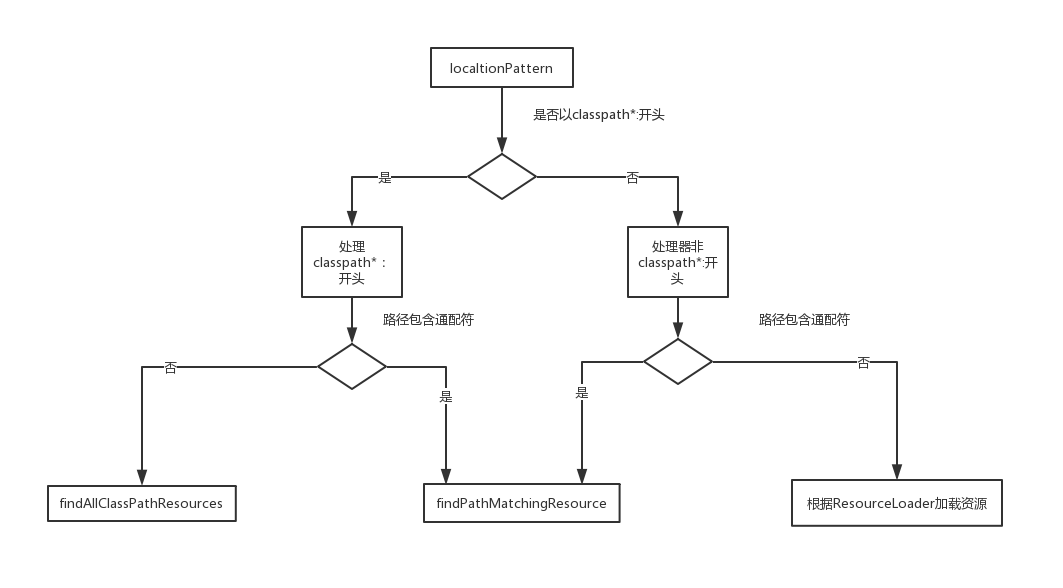 localtionPattern
是否以classpath*:开头
是
否
处理
classpath* ：
开头
处理器非
classpath*:开
头
路径包含通配符
路径包含通配符
否
是
是
否
findAllClassPathResources
findPathMatchingResource
根据ResourceLoader加载资源